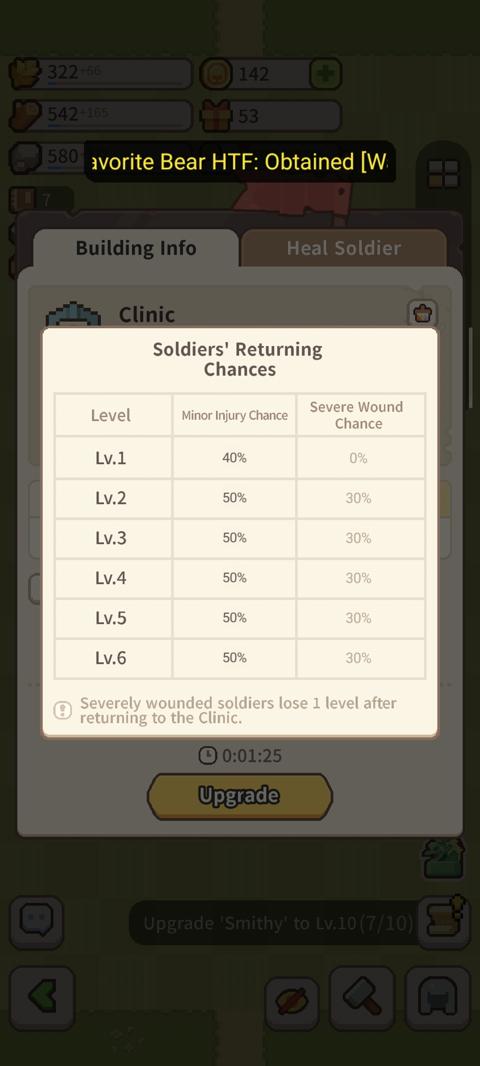 322+66
142
542+165
53
580
avorite Bear HTF: Obtained [W
7
Building Info
Heal Soldier
Clinic
Soldiers' Returning
Chances
Level
Minor Injury Chance
Severe Wound
Chance
Lv.1
40%
0%
Lv.2
50%
30%
Lv.3
50%
30%
Lv.4
50%
30%
Lv.5
50%
30%
Lv.6
50%
30%
Severely wounded soldiers lose 1 level after
returning to the Clinic.
0:01:25
Upgrade
Upgrade 'Smithy' to Lv.10(7/10)